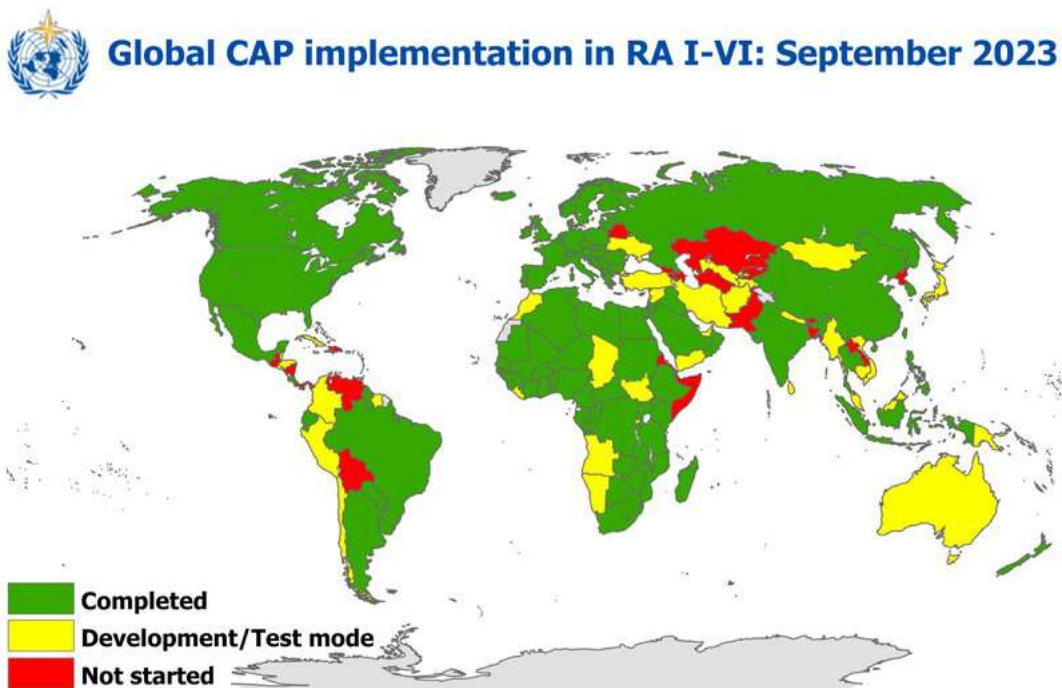 Global CAP implementation in RA I-VI: September 2023
Completed
Development/Test mode
Not started